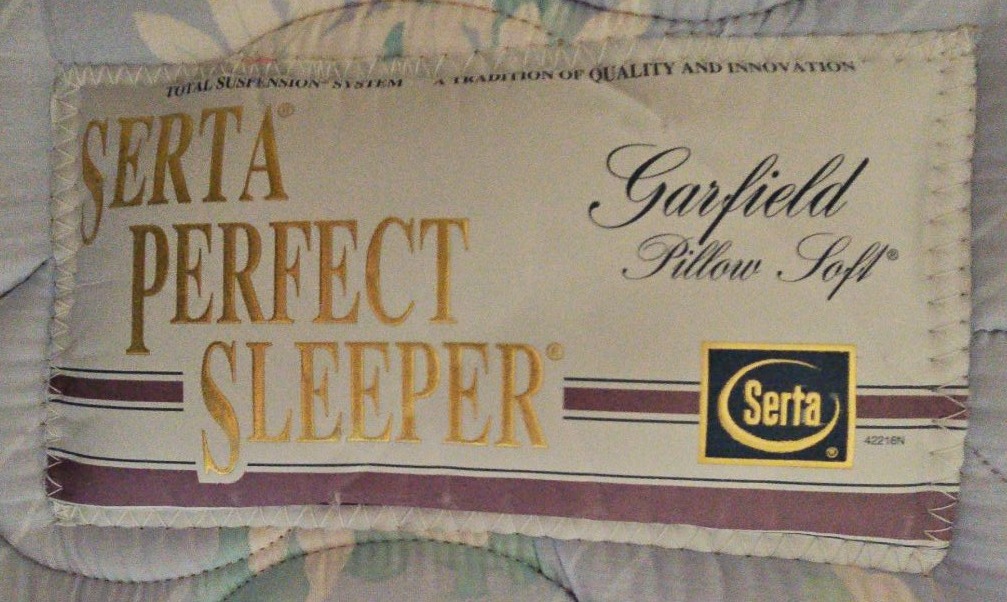 TOTAL SUSPENSION SYSTEM A TRADITION OF QUALITY AND INNOVATION
SERTA®
PERFECT
SLEEPER®
Garfield
Pillow Soft®
Serta®
42216N